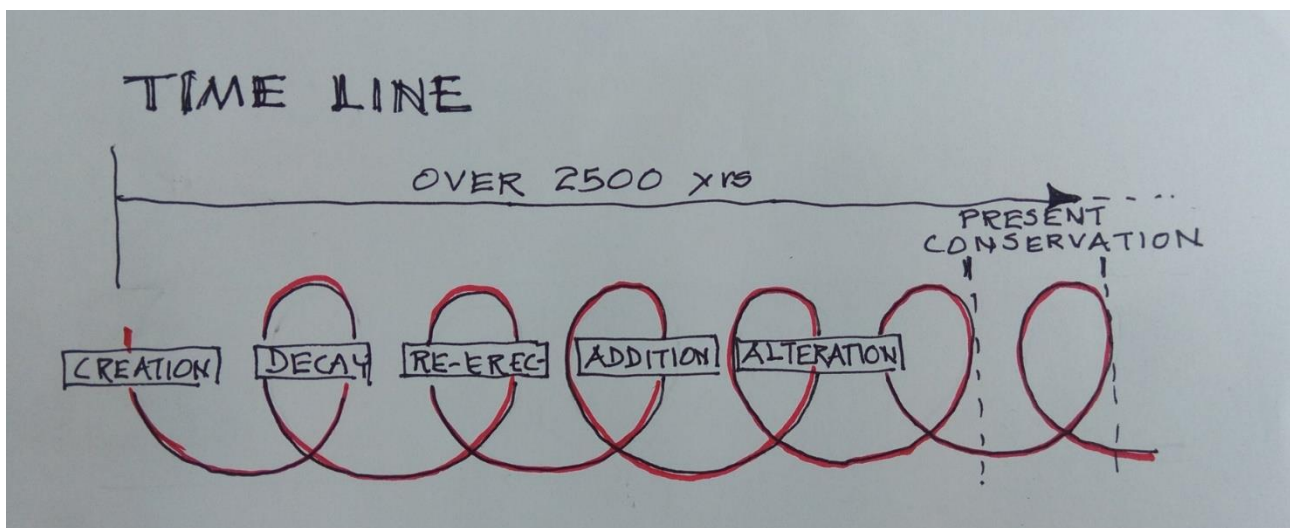 TIME LINE
OVER 2500 yrs
PRESENT
CONSERVATION
CREATION DECAY RE-EREC- ADDITION ALTERATION